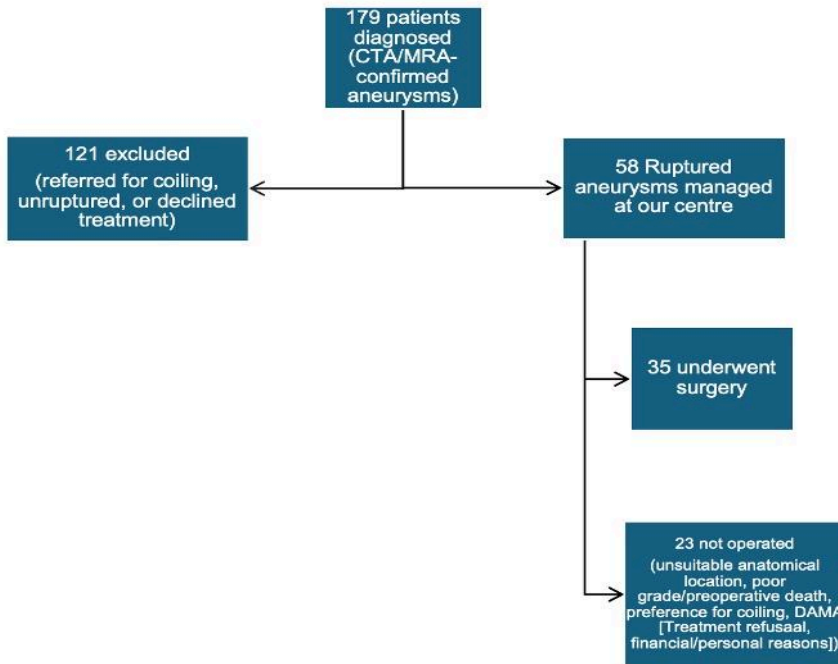 179 patients
diagnosed
(CTA/MRA-
confirmed
aneurysms)
121 excluded
(referred for coiling,
unruptured, or declined
treatment)
58 Ruptured
aneurysms managed
at our centre
35 underwent
surgery
23 not operated
(unsuitable anatomical
location, poor
grade/preoperative death,
preference for coiling, DAMA
[Treatment refusaal,
financial/personal reasons])